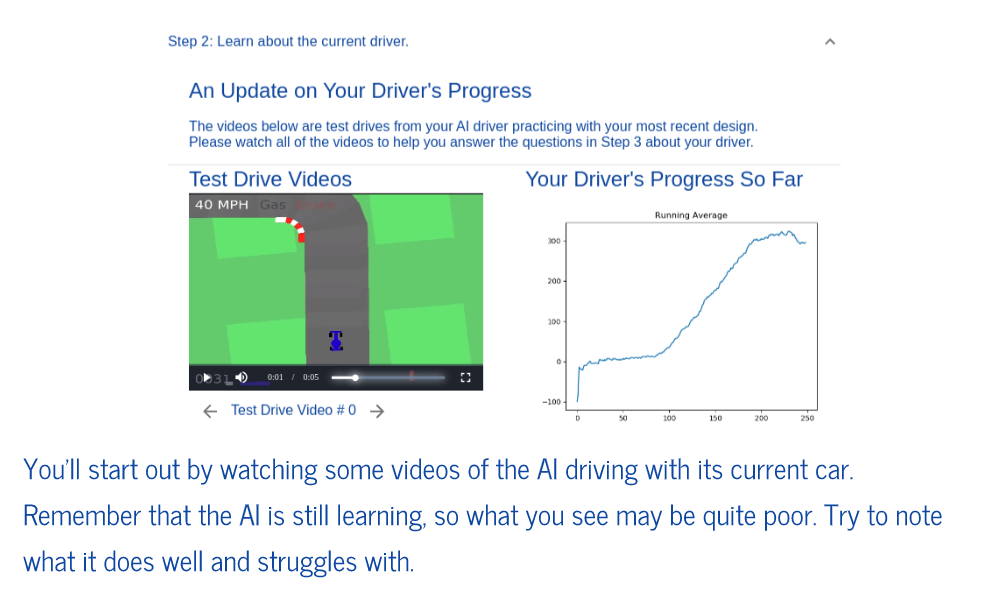 Step 2: Learn about the current driver.
An Update on Your Driver's Progress
The videos below are test drives from your AI driver practicing with your most recent design.
Please watch all of the videos to help you answer the questions in Step 3 about your driver.
Test Drive Videos
Your Driver's Progress So Far
40 MPH Gas
0:01 / 0:05
Test Drive Video # 0
Running Average
300
200
100
0
−100
0 50 100 150 200 250
You'll start out by watching some videos of the AI driving with its current car.
Remember that the AI is still learning, so what you see may be quite poor. Try to note
what it does well and struggles with.